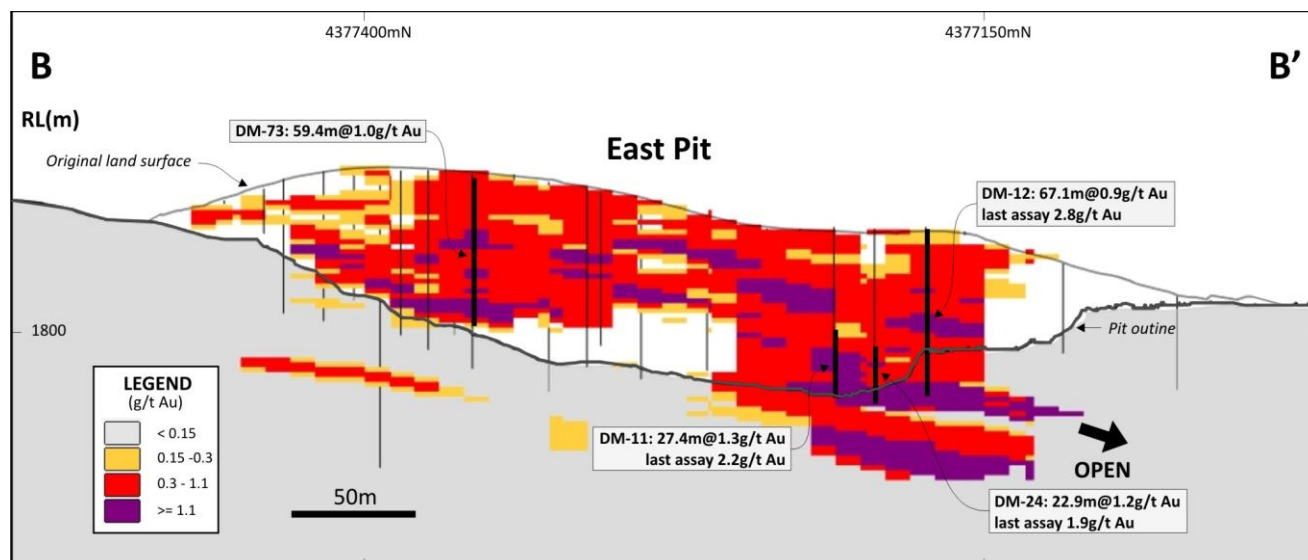 4377400mN
4377150mN
B
B'
RL(m)
DM-73: 59.4m@1.0g/t Au
East Pit
Original land surface
DM-12: 67.1m@0.9g/t Au
last assay 2.8g/t Au
1800
Pit outine
LEGEND
(g/t Au)
< 0.15
0.15 -0.3
0.3 - 1.1
>= 1.1
50m
DM-11: 27.4m@1.3g/t Au
last assay 2.2g/t Au
OPEN
DM-24: 22.9m@1.2g/t Au
last assay 1.9g/t Au